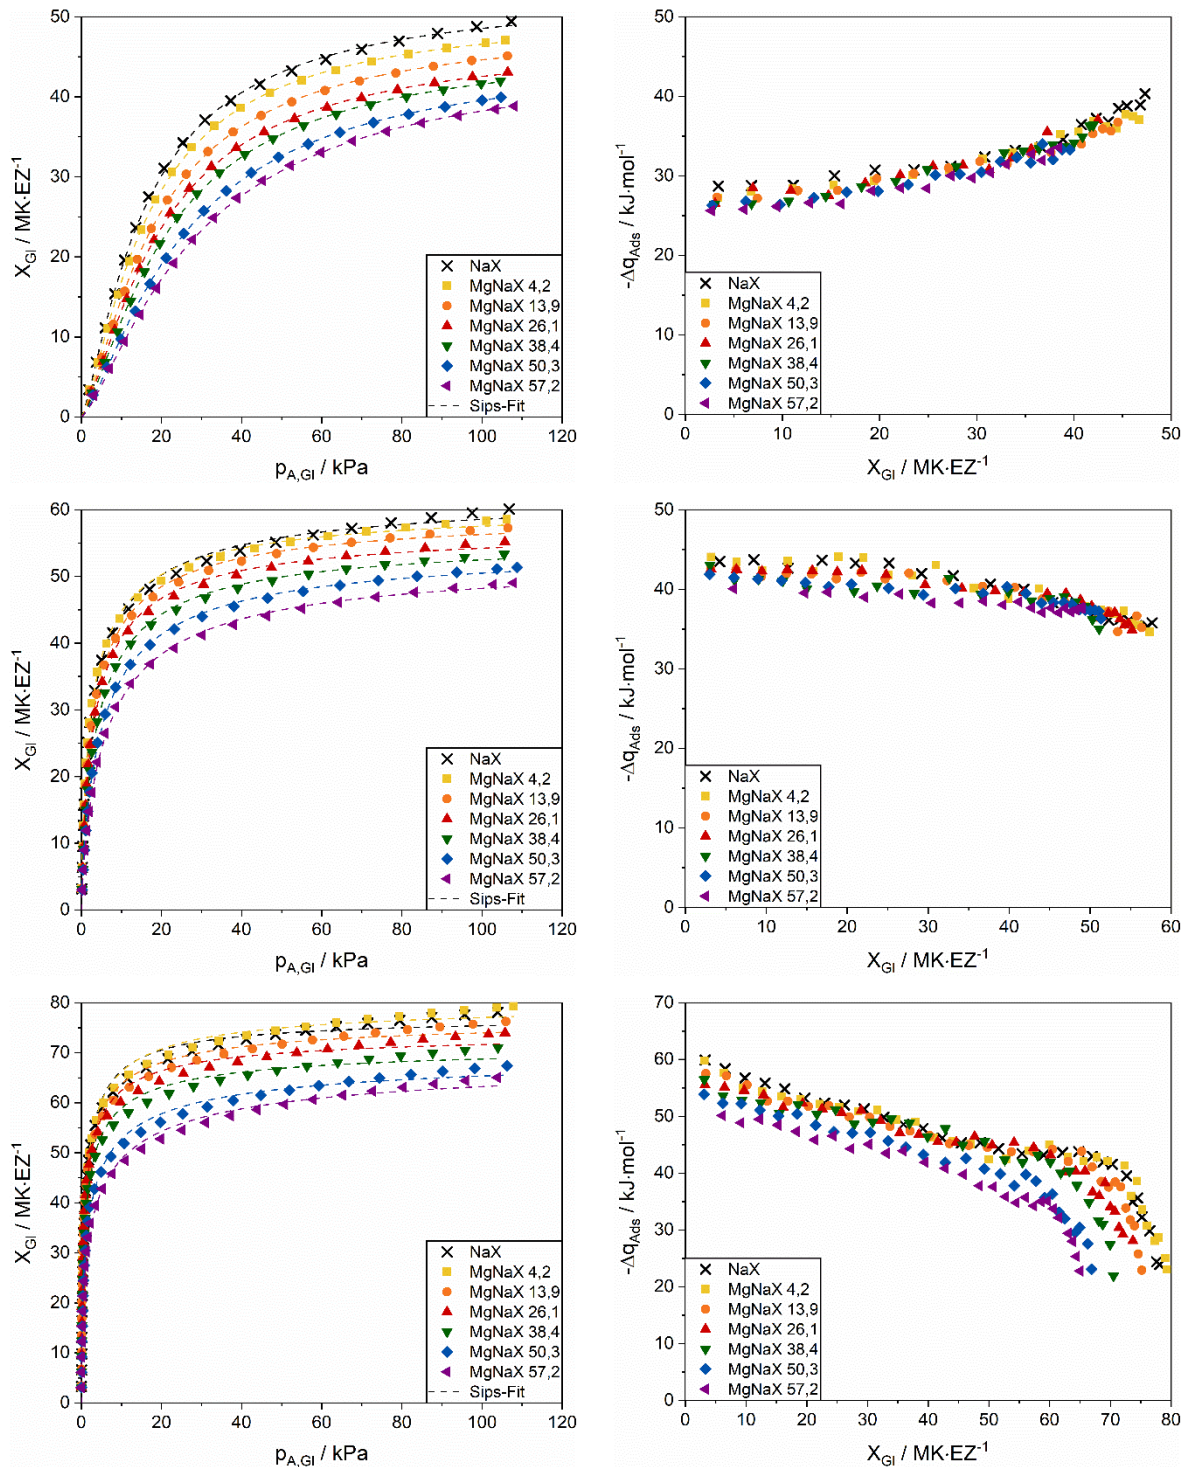 50
40
30
20
10
0
X_GI / MK·EZ⁻¹
NaX
MgNaX 4,2
MgNaX 13,9
MgNaX 26,1
MgNaX 38,4
MgNaX 50,3
MgNaX 57,2
Sips-Fit
0 20 40 60 80 100 120
p_A,GI / kPa
50
40
30
20
10
0
-Δq_Ads / kJ·mol⁻¹
NaX
MgNaX 4,2
MgNaX 13,9
MgNaX 26,1
MgNaX 38,4
MgNaX 50,3
MgNaX 57,2
0 10 20 30 40 50
X_GI / MK·EZ⁻¹
60
50
40
30
20
10
0
X_GI / MK·EZ⁻¹
NaX
MgNaX 4,2
MgNaX 13,9
MgNaX 26,1
MgNaX 38,4
MgNaX 50,3
MgNaX 57,2
Sips-Fit
0 20 40 60 80 100 120
p_A,GI / kPa
50
40
30
20
10
0
-Δq_Ads / kJ·mol⁻¹
NaX
MgNaX 4,2
MgNaX 13,9
MgNaX 26,1
MgNaX 38,4
MgNaX 50,3
MgNaX 57,2
0 10 20 30 40 50 60
X_GI / MK·EZ⁻¹
80
70
60
50
40
30
20
10
0
X_GI / MK·EZ⁻¹
NaX
MgNaX 4,2
MgNaX 13,9
MgNaX 26,1
MgNaX 38,4
MgNaX 50,3
MgNaX 57,2
Sips-Fit
0 20 40 60 80 100 120
p_A,GI / kPa
70
60
50
40
30
20
10
0
-Δq_Ads / kJ·mol⁻¹
NaX
MgNaX 4,2
MgNaX 13,9
MgNaX 26,1
MgNaX 38,4
MgNaX 50,3
MgNaX 57,2
0 10 20 30 40 50 60 70 80
X_GI / MK·EZ⁻¹